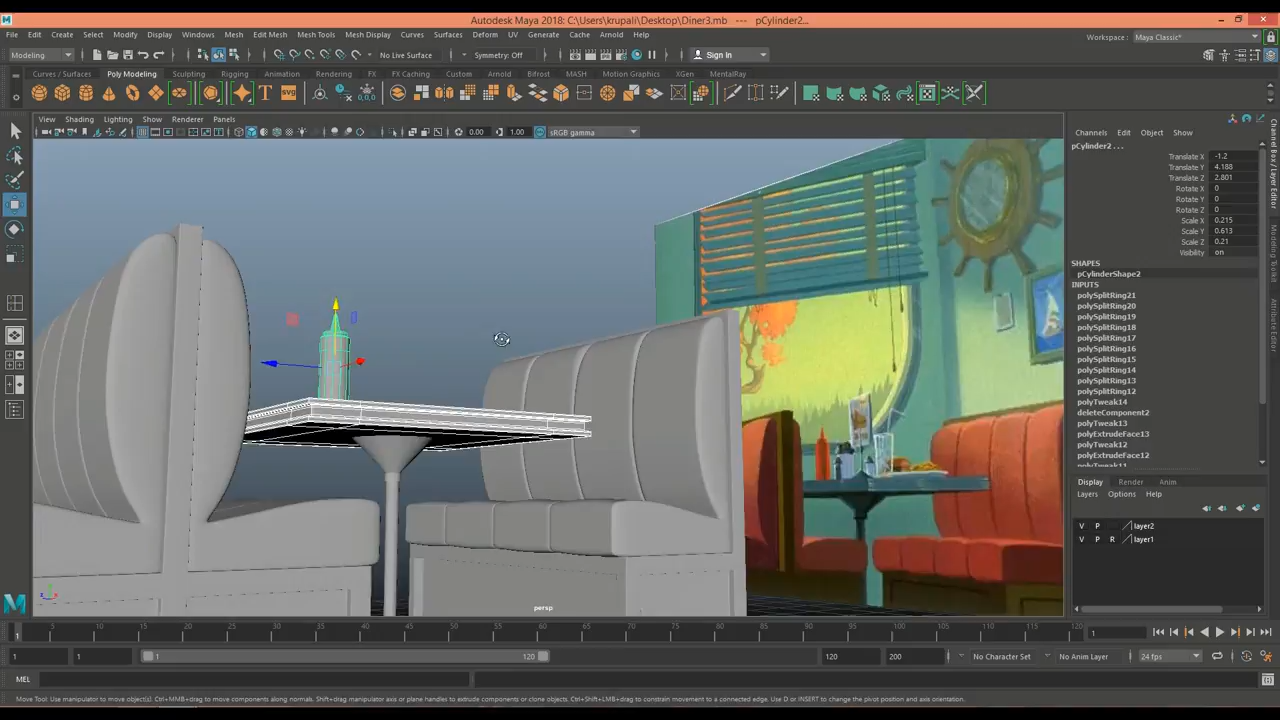 Autodesk Maya 2018: C:\Users\krupali\Desktop\Diner3.mb --- pCylinder2...
File Edit Create Select Modify Display Windows Mesh Edit Mesh Mesh Tools Mesh Display Curves Surfaces Deform UV Generate Cache Arnold Help
Workspace : Maya Classic*
Modeling No Live Surface Symmetry: Off Sign in
Curves / Surfaces Poly Modeling Sculpting Rigging Animation Rendering FX FX Caching Custom Arnold Bifrost MASH Motion Graphics XGen MentalRay
T SVG
View Shading Lighting Show Renderer Panels
0.00 1.00 sRGB gamma
Channels Edit Object Show
pCylinder2 . . .
Translate X -1.2
Translate Y 4.188
Translate Z 2.801
Rotate X 0
Rotate Y 0
Rotate Z 0
Scale X 0.215
Scale Y 0.613
Scale Z 0.21
Visibility on
SHAPES
pCylinderShape2
INPUTS
polySplitRing21
polySplitRing20
polySplitRing19
polySplitRing18
polySplitRing17
polySplitRing16
polySplitRing15
polySplitRing14
polySplitRing13
polySplitRing12
polyTweak14
deleteComponent2
polyTweak13
polyExtrudeFace13
polyTweak12
polyExtrudeFace12
polyTweak11
Channel Box / Layer Editor
Modeling Toolkit
Attribute Editor
Display Render Anim
Layers Options Help
V P layer2
V P R layer1
persp
5 10 15 20 25 30 35 40 45 50 55 60 65 70 75 80 85 90 95 100 105 110 115 120
1 1
1 1 1 120 120 200 No Character Set No Anim Layer 24 fps
MEL
Move Tool: Use manipulator to move object(s). Ctrl+MMB+drag to move components along normals. Shift+drag manipulator axis or plane handles to extrude components or clone objects. Ctrl+Shift+LMB+drag to constrain movement to a connected edge. Use D or INSERT to change the pivot position and axis orientation.